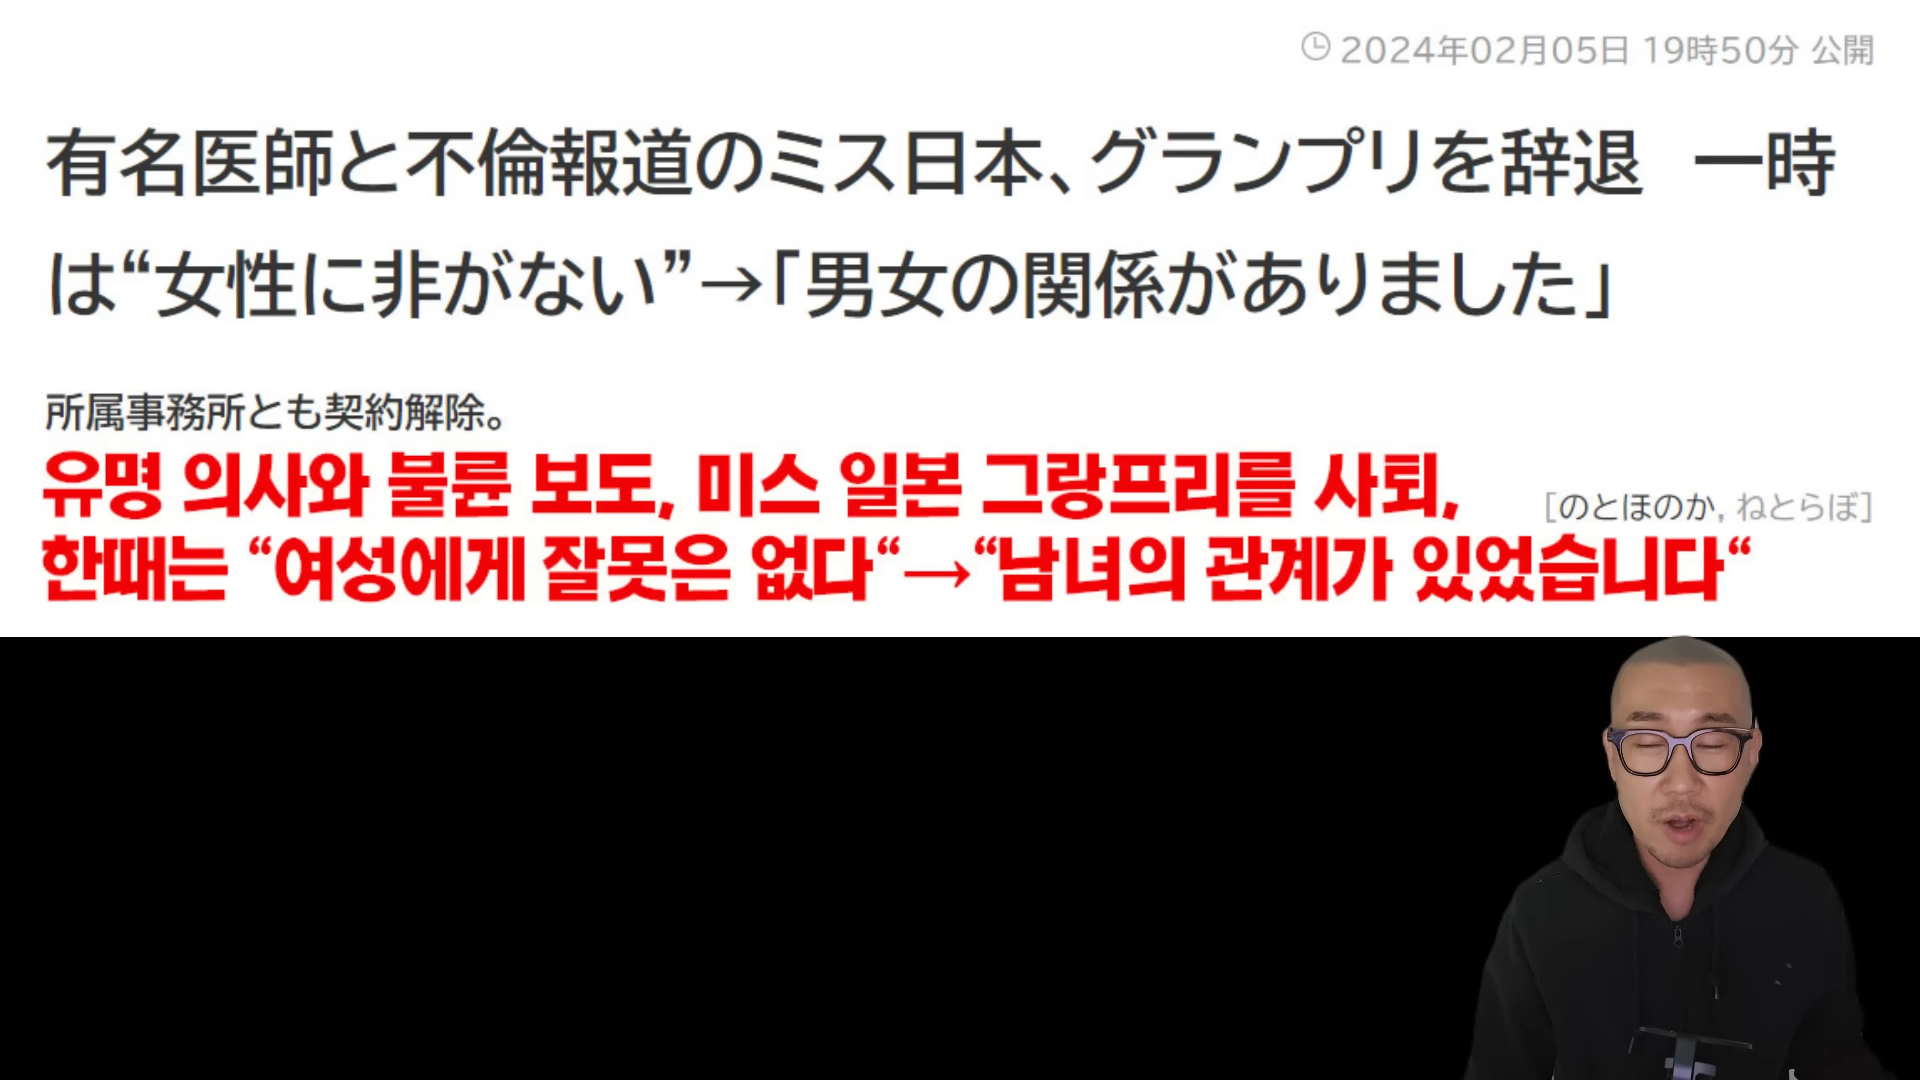 2024年02月05日 19時50分 公開
有名医師と不倫報道のミス日本、グランプリを辞退 一時
は“女性に非がない”→「男女の関係がありました」
所属事務所とも契約解除。
유명 의사와 불륜 보도, 미스 일본 그랑프리를 사퇴,
[のとほのか, ねとらぼ]
한때는 “여성에게 잘못은 없다“→“남녀의 관계가 있었습니다“